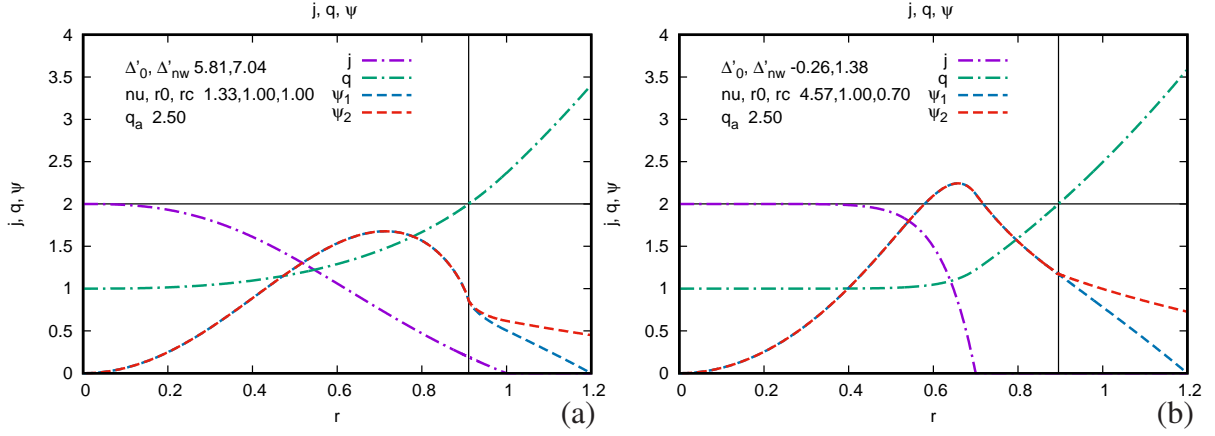 j, q, ψ
4
3.5
3
2.5
2
1.5
1
0.5
0
j, q, ψ
Δ'0, Δ'nw 5.81,7.04
nu, r0, rc 1.33,1.00,1.00
q_a 2.50
j
q
ψ1
ψ2
0 0.2 0.4 0.6 0.8 1 1.2
r
(a)
j, q, ψ
4
3.5
3
2.5
2
1.5
1
0.5
0
j, q, ψ
Δ'0, Δ'nw -0.26,1.38
nu, r0, rc 4.57,1.00,0.70
qa 2.50
j
q
ψ1
ψ2
0 0.2 0.4 0.6 0.8 1 1.2
r
(b)